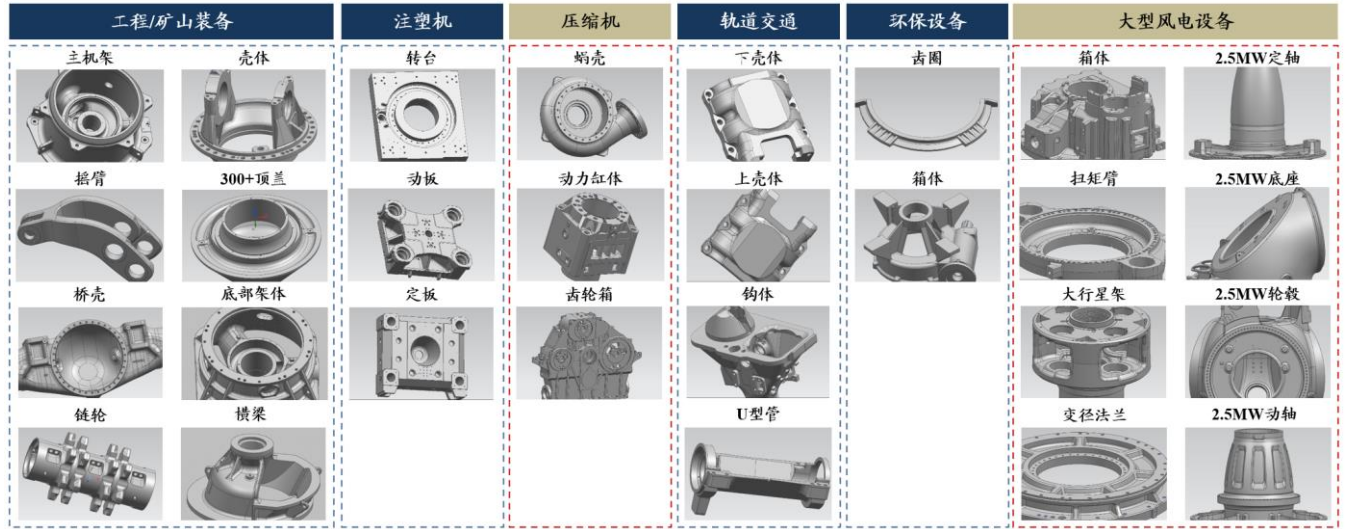 工程/矿山装备
注塑机
压缩机
轨道交通
环保设备
大型风电设备
主机架
壳体
转台
蜗壳
下壳体
齿圈
箱体
2.5MW定轴
摇臂
300+顶盖
动板
动力缸体
上壳体
箱体
扭矩臂
2.5MW底座
桥壳
底部架体
定板
齿轮箱
钩体
大行星架
2.5MW轮毂
链轮
横梁
U型管
变径法兰
2.5MW动轴